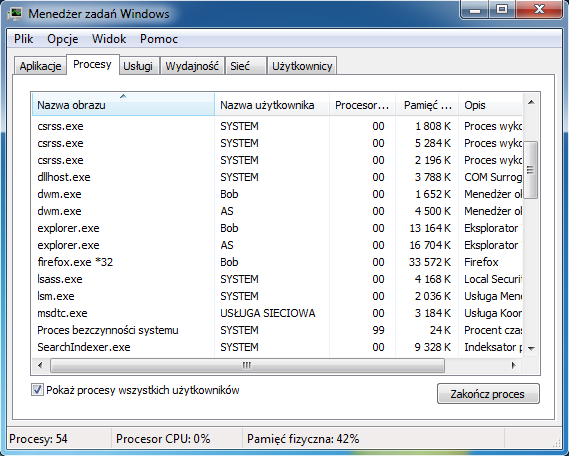 Menedżer zadań Windows
Plik Opcje Widok Pomoc
Aplikacje Procesy Usługi Wydajność Sieć Użytkownicy
Nazwa obrazu Nazwa użytkownika Procesor... Pamięć ... Opis
csrss.exe SYSTEM 00 1 808 K Proces wyko
csrss.exe SYSTEM 00 5 284 K Proces wyko
csrss.exe SYSTEM 00 2 196 K Proces wyko
dllhost.exe SYSTEM 00 3 788 K COM Surrog
dwm.exe Bob 00 1 652 K Menedżer ok
dwm.exe AS 00 4 500 K Menedżer ok
explorer.exe Bob 00 13 164 K Eksplorator
explorer.exe AS 00 16 704 K Eksplorator
firefox.exe *32 Bob 00 33 572 K Firefox
lsass.exe SYSTEM 00 4 168 K Local Securit
lsm.exe SYSTEM 00 2 036 K Usługa Mene
msdtc.exe USŁUGA SIECIOWA 00 3 184 K Usługa Koor
Proces bezczynności systemu SYSTEM 99 24 K Procent czas
SearchIndexer.exe SYSTEM 00 9 328 K Indeksator p
Pokaż procesy wszystkich użytkowników
Zakończ proces
Procesy: 54 Procesor CPU: 0% Pamięć fizyczna: 42%